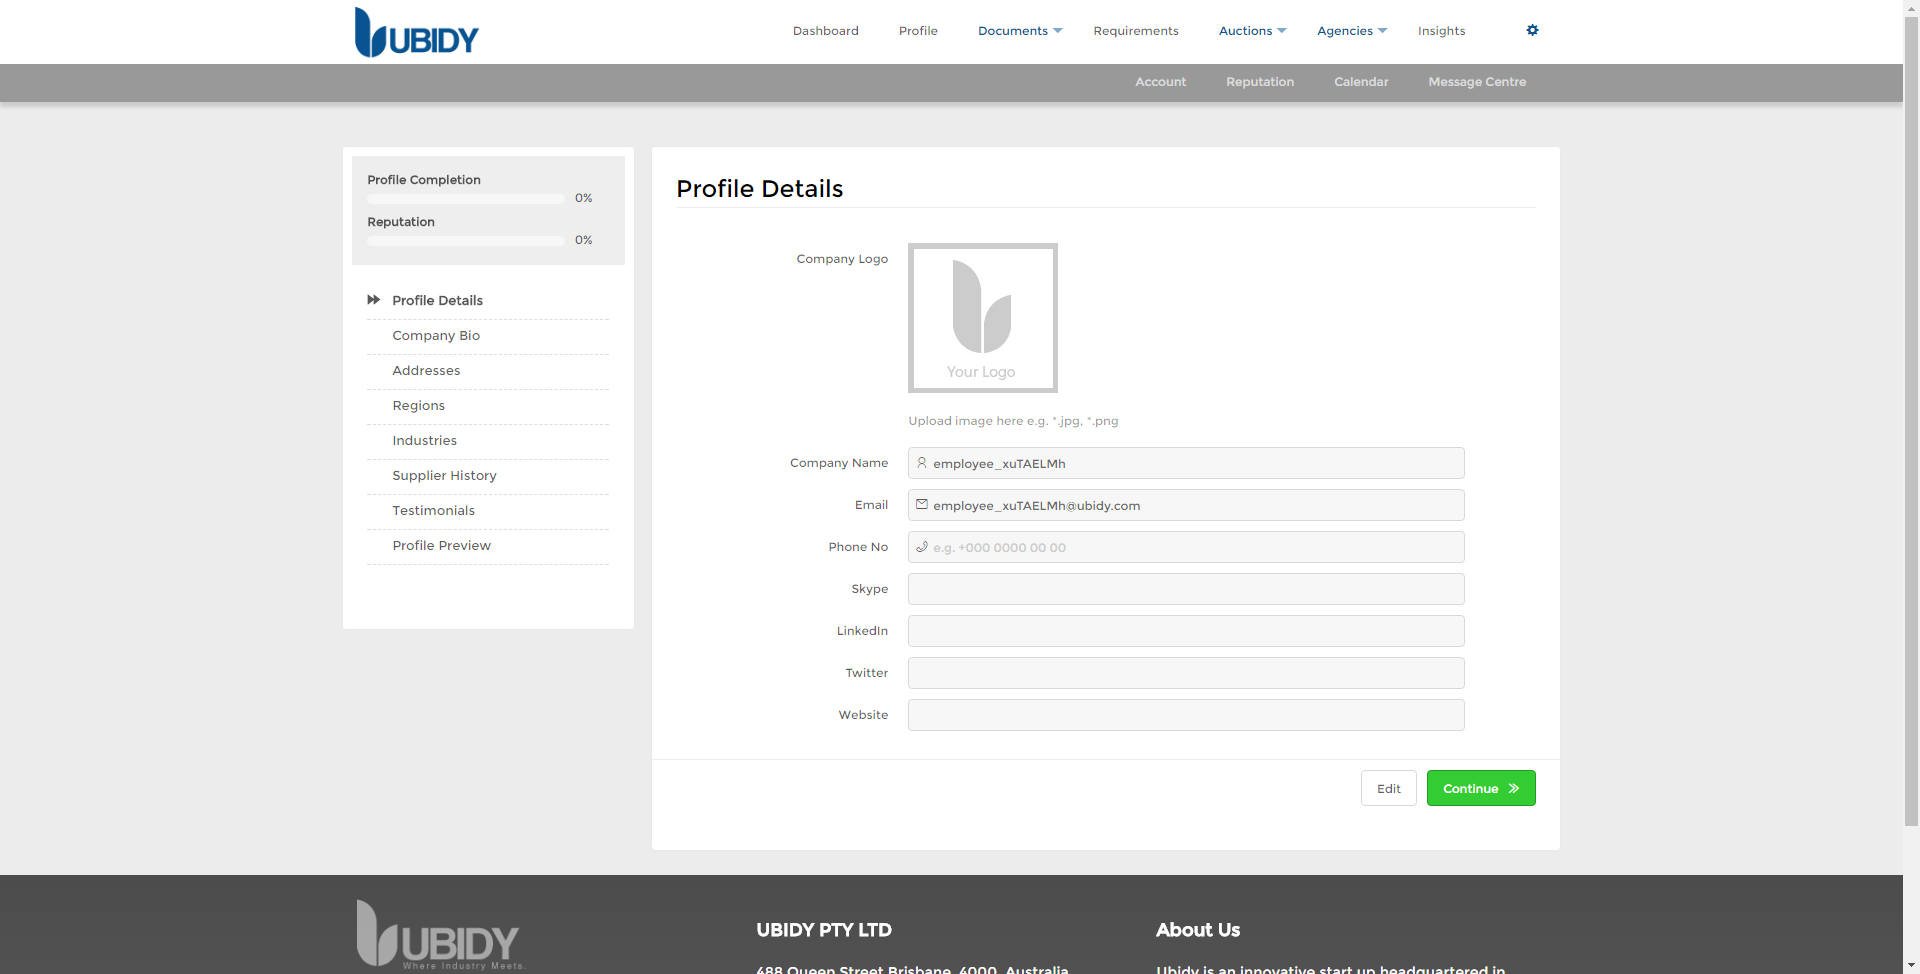 UBIDY
Dashboard Profile Documents Requirements Auctions Agencies Insights
Account Reputation Calendar Message Centre
Profile Completion
0%
Reputation
0%
Profile Details
Company Bio
Addresses
Regions
Industries
Supplier History
Testimonials
Profile Preview
Profile Details
Company Logo
Your Logo
Upload image here e.g. *.jpg, *.png
Company Name employee_xuTAELMh
Email employee_xuTAELMh@ubidy.com
Phone No e.g. +000 0000 00 00
Skype
LinkedIn
Twitter
Website
Edit Continue
UBIDY
Where Industry Meets.
UBIDY PTY LTD
488 Queen Street Brisbane, 4000, Australia
About Us
Ubidy is an innovative start up headquartered in